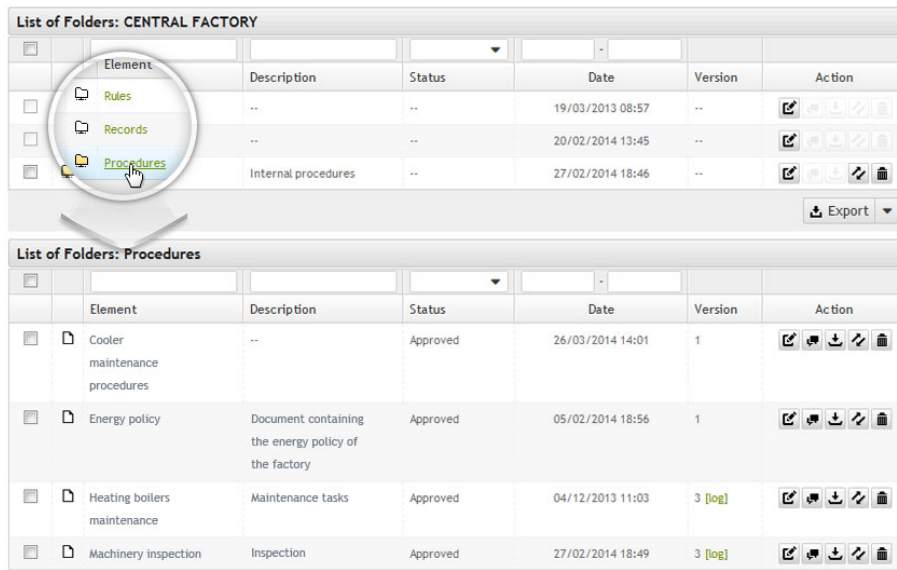 List of Folders: CENTRAL FACTORY
-
Element Description Status Date Version Action
Rules -- -- 19/03/2013 08:57 --
Records -- -- 20/02/2014 13:45 --
Procedures Internal procedures -- 27/02/2014 18:46 --
Export
List of Folders: Procedures
-
Element Description Status Date Version Action
Cooler -- Approved 26/03/2014 14:01 1
maintenance
procedures
Energy policy Document containing Approved 05/02/2014 18:56 1
the energy policy of
the factory
Heating boilers Maintenance tasks Approved 04/12/2013 11:03 3 [log]
maintenance
Machinery inspection Inspection Approved 27/02/2014 18:49 3 [log]